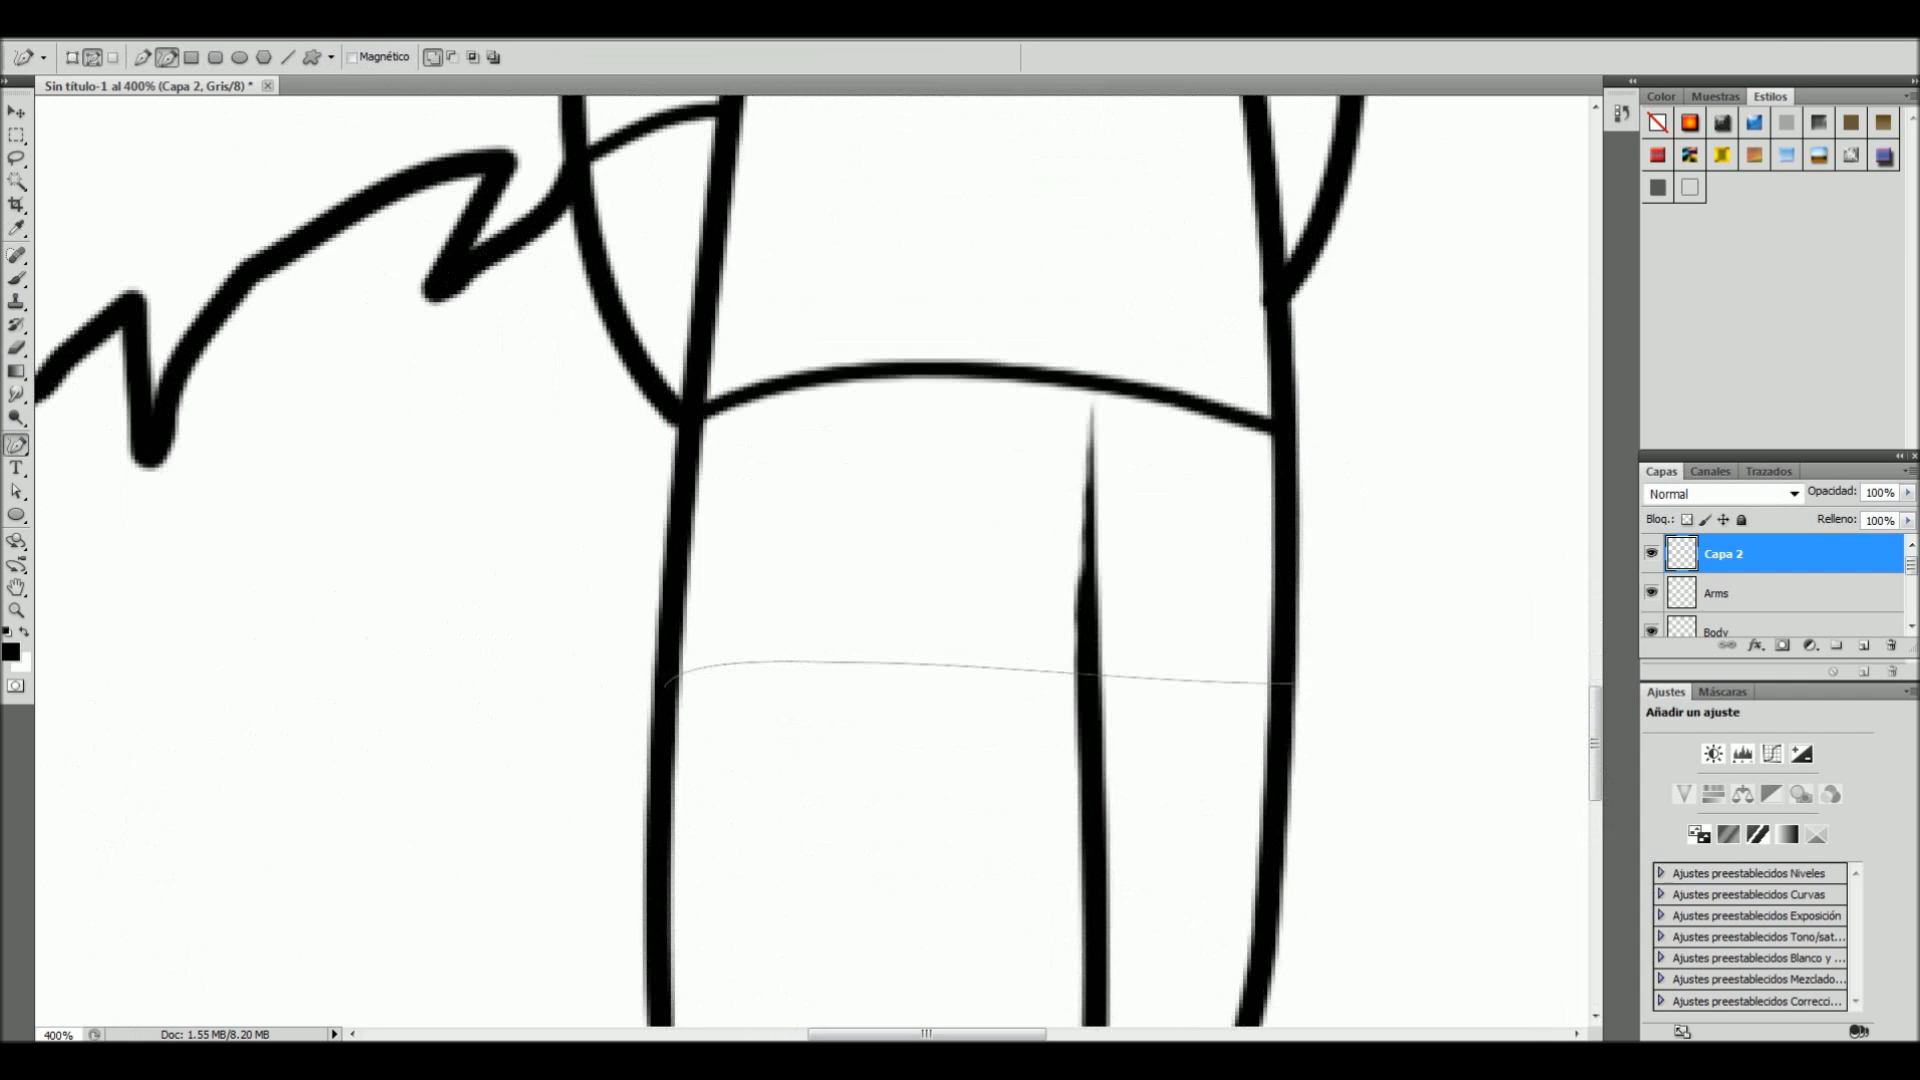 Magnético
Sin título-1 al 400% (Capa 2, Gris/8) *
Color Muestras Estilos
Capas Canales Trazados
Normal Opacidad: 100%
Bloq.: Relleno: 100%
Capa 2
Arms
Body
Ajustes Máscaras
Añadir un ajuste
Ajustes preestablecidos Niveles
Ajustes preestablecidos Curvas
Ajustes preestablecidos Exposición
Ajustes preestablecidos Tono/sat...
Ajustes preestablecidos Blanco y ...
Ajustes preestablecidos Mezclado...
Ajustes preestablecidos Correcci...
400% Doc: 1.55 MB/8.20 MB